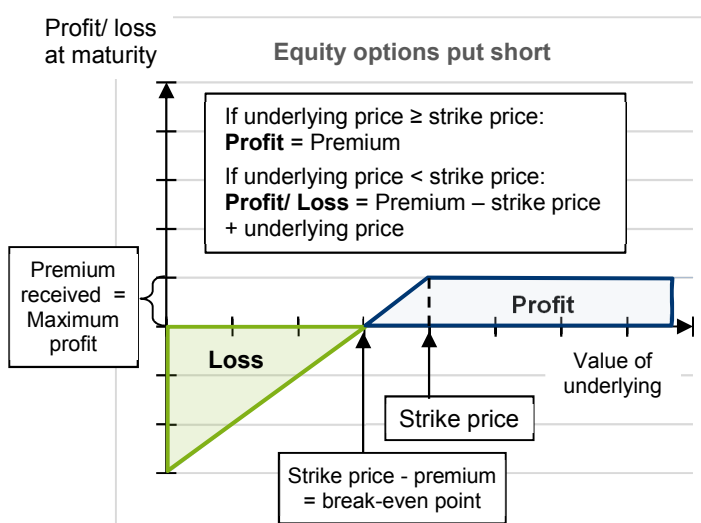 Profit/ loss
at maturity
Equity options put short
If underlying price ≥ strike price:
Profit = Premium
If underlying price < strike price:
Profit/ Loss = Premium – strike price
+ underlying price
Premium
received =
Maximum
profit
Profit
Loss
Value of
underlying
Strike price
Strike price - premium
= break-even point